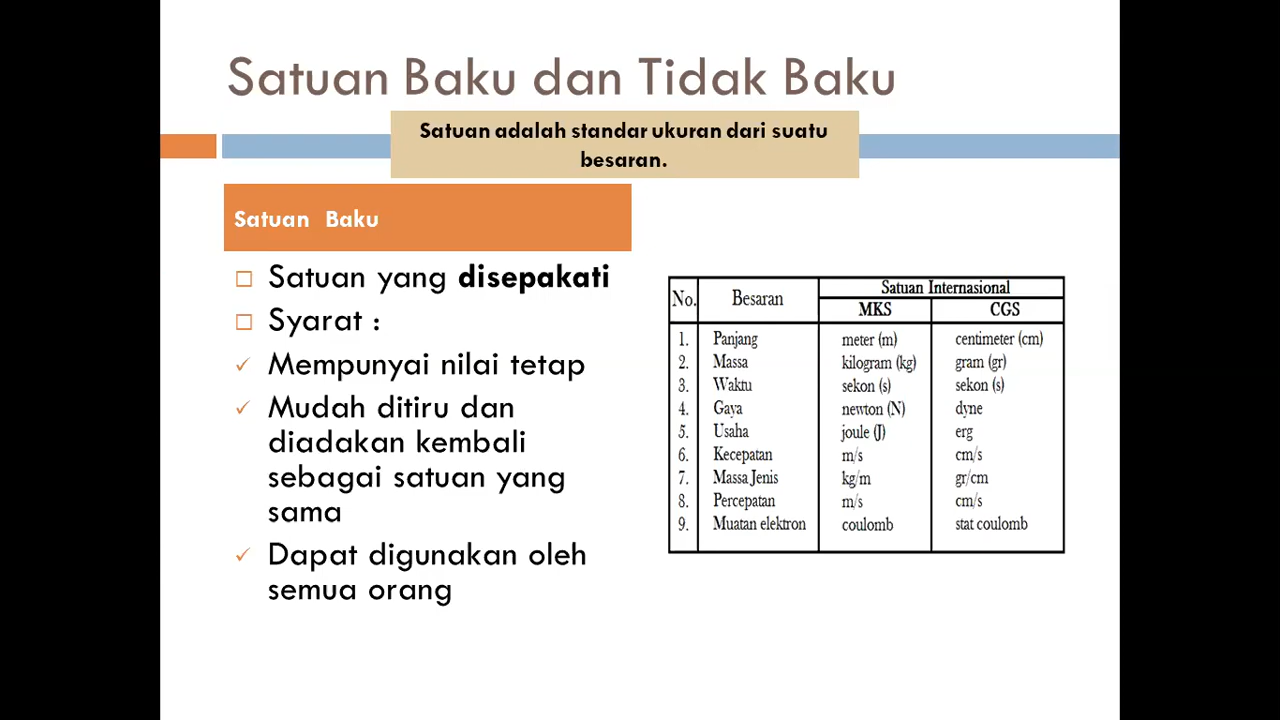 Satuan Baku dan Tidak Baku
Satuan adalah standar ukuran dari suatu
besaran.
Satuan Baku
Satuan yang disepakati
Syarat :
Mempunyai nilai tetap
Mudah ditiru dan
diadakan kembali
sebagai satuan yang
sama
Dapat digunakan oleh
semua orang
No. Besaran Satuan Internasional
MKS CGS
1. Panjang meter (m) centimeter (cm)
2. Massa kilogram (kg) gram (gr)
3. Waktu sekon (s) sekon (s)
4. Gaya newton (N) dyne
5. Usaha joule (J) erg
6. Kecepatan m/s cm/s
7. Massa Jenis kg/m gr/cm
8. Percepatan m/s cm/s
9. Muatan elektron coulomb stat coulomb